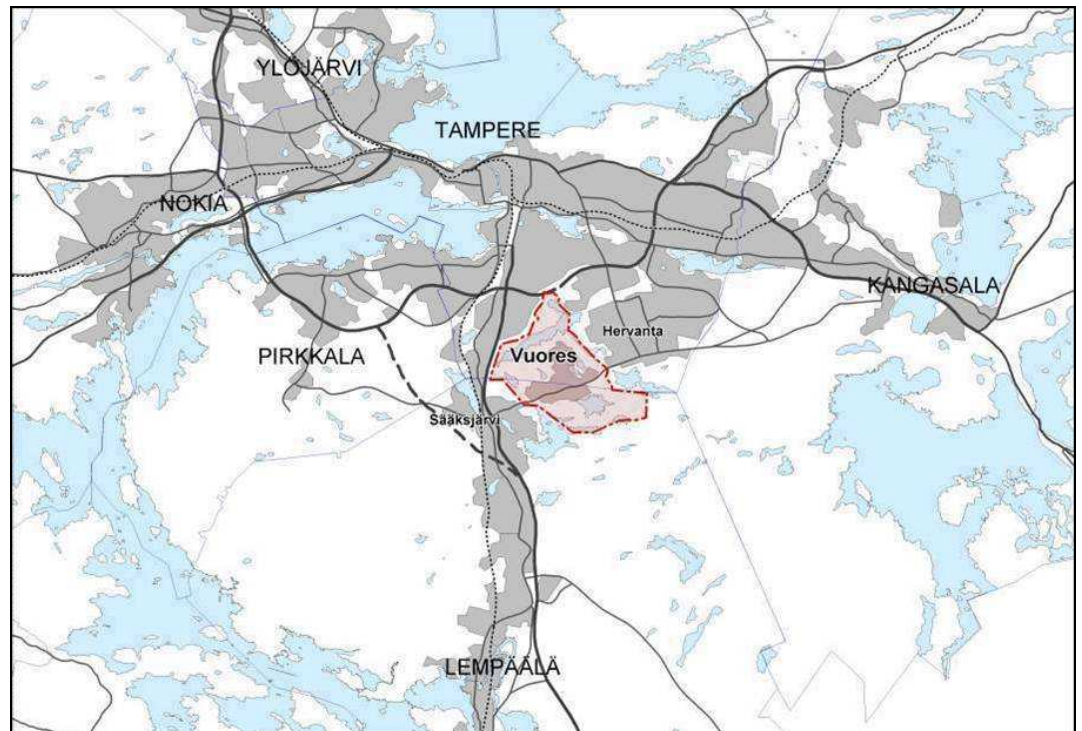 YLÖJÄRVI
TAMPERE
NOKIA
KANGASALA
Hervanta
PIRKKALA
Vuores
Sääksjärvi
LEMPÄÄLÄ